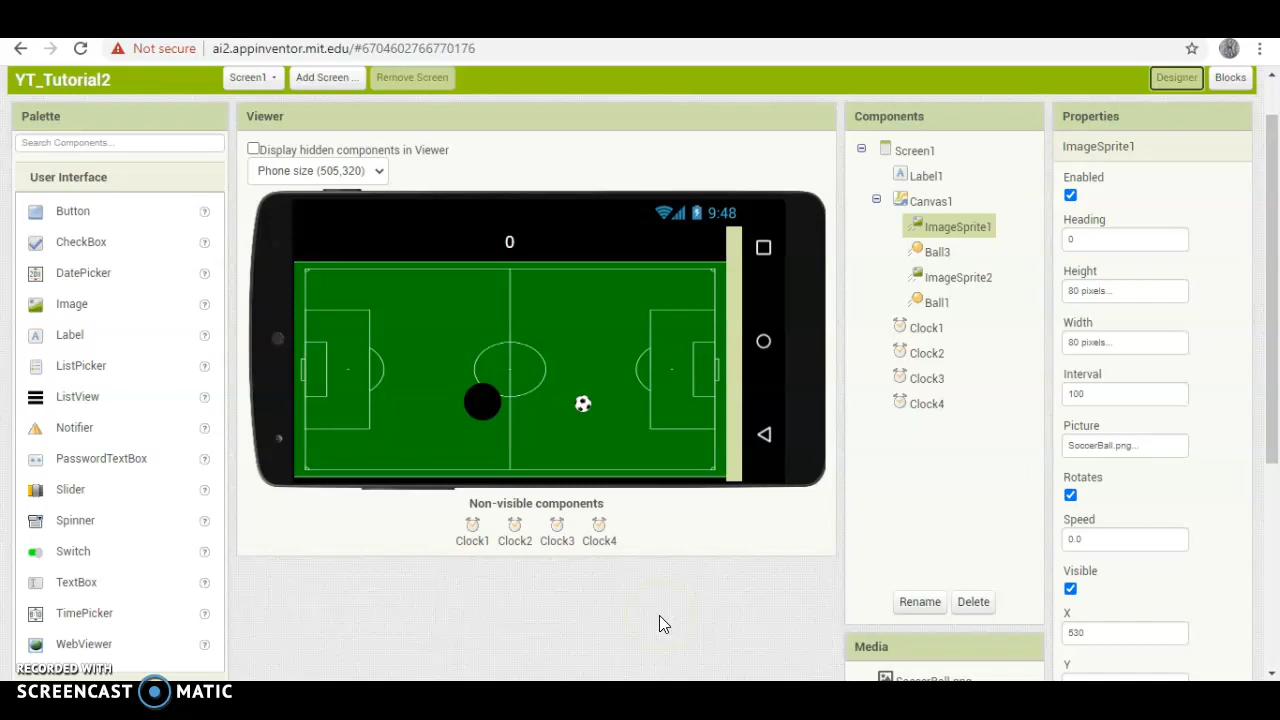 Not secure
ai2.appinventor.mit.edu/#6704602766770176
YT_Tutorial2
Screen1
Add Screen ...
Remove Screen
Designer
Blocks
Palette
Search Components...
User Interface
Button ?
CheckBox ?
DatePicker ?
Image ?
Label ?
ListPicker ?
ListView ?
Notifier ?
PasswordTextBox ?
Slider ?
Spinner ?
Switch ?
TextBox ?
TimePicker ?
WebViewer ?
Viewer
Display hidden components in Viewer
Phone size (505,320)
9:48
0
Non-visible components
Clock1 Clock2 Clock3 Clock4
Components
Screen1
Label1
Canvas1
ImageSprite1
Ball3
ImageSprite2
Ball1
Clock1
Clock2
Clock3
Clock4
Rename
Delete
Media
SoccerBall.png
Properties
ImageSprite1
Enabled
Heading
0
Height
80 pixels...
Width
80 pixels...
Interval
100
Picture
SoccerBall.png...
Rotates
Speed
0.0
Visible
X
530
Y
RECORDED WITH
SCREENCAST MATIC